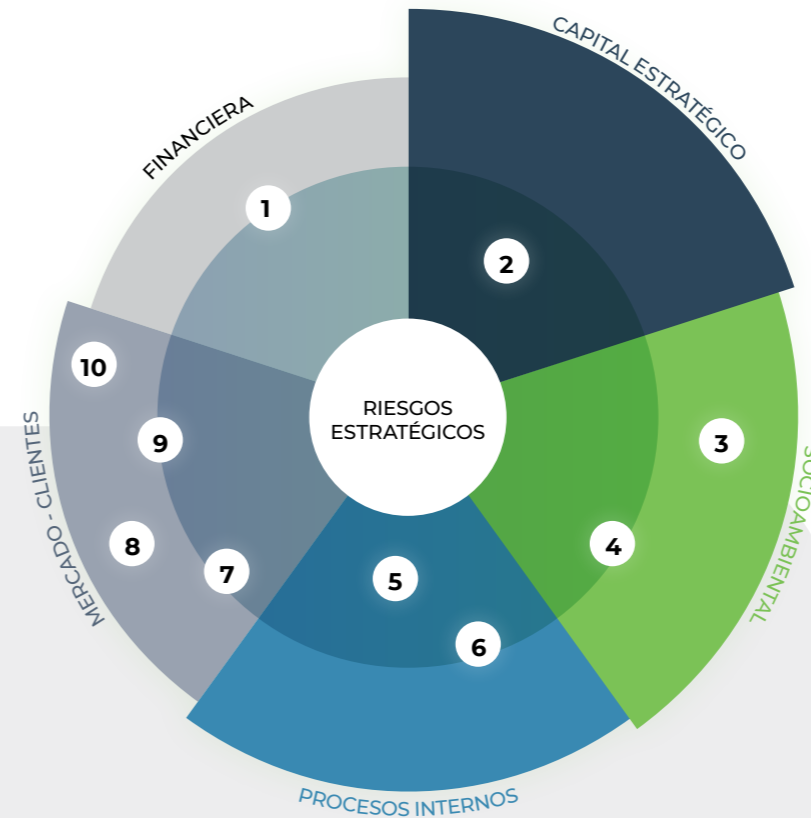 CAPITAL ESTRATÉGICO
FINANCIERA
1
2
10
RIESGOS
ESTRATÉGICOS
9
3
MERCADO - CLIENTES
SOCIOAMBIENTAL
8
4
7
5
6
PROCESOS INTERNOS